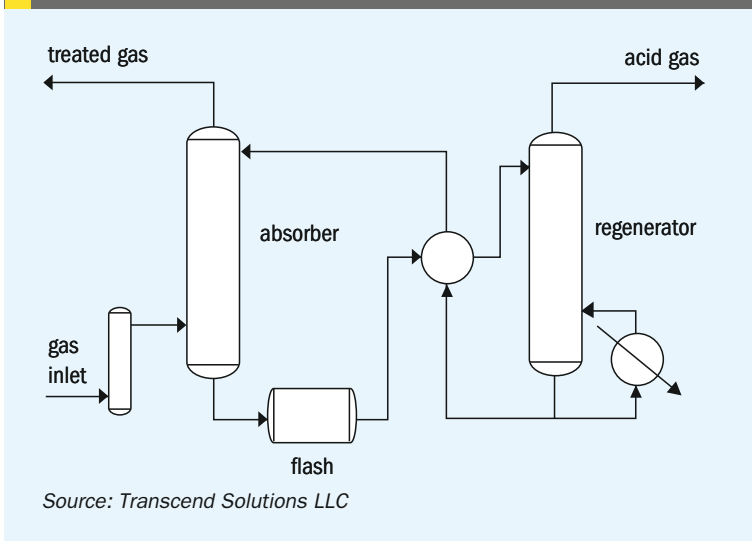 treated gas
acid gas
absorber
regenerator
gas
inlet
flash
Source: Transcend Solutions LLC